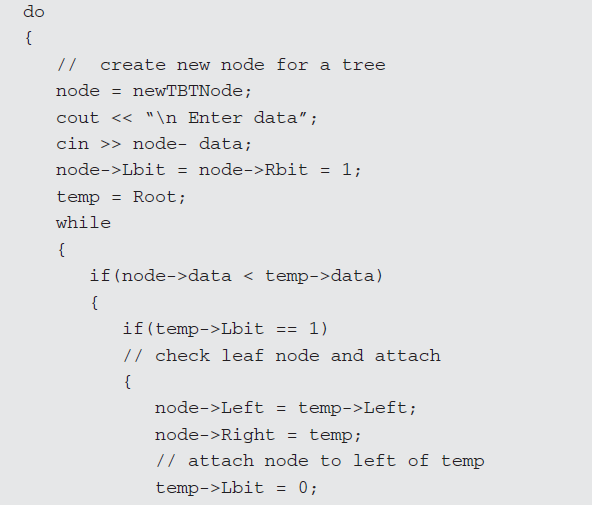 do
{
// create new node for a tree
node = newTBTNode;
cout << “\n Enter data”;
cin >> node- data;
node->Lbit = node->Rbit = 1;
temp = Root;
while
{
if(node->data < temp->data)
{
if(temp->Lbit == 1)
// check leaf node and attach
{
node->Left = temp->Left;
node->Right = temp;
// attach node to left of temp
temp->Lbit = 0;